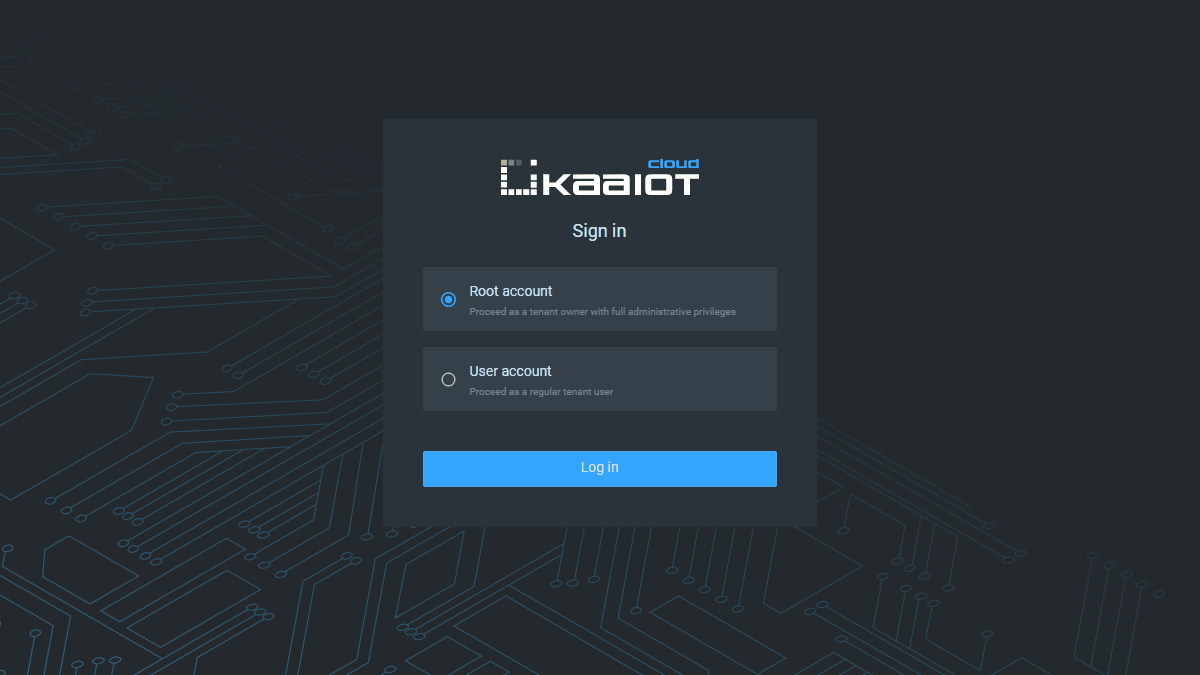 cloud
KaaIoT
Sign in
Root account
Proceed as a tenant owner with full administrative privileges
User account
Proceed as a regular tenant user
Log in